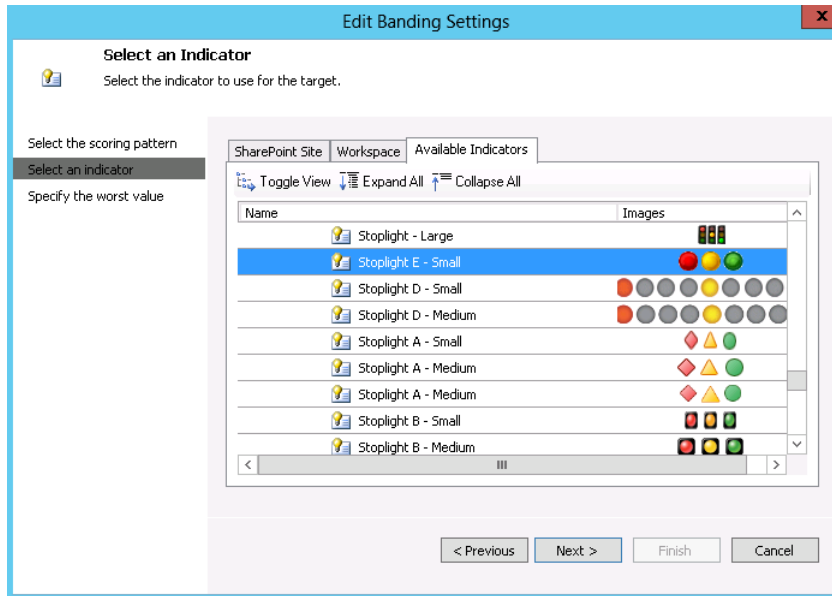 Edit Banding Settings
x
Select an Indicator
Select the indicator to use for the target.
Select the scoring pattern
Select an indicator
Specify the worst value
SharePoint Site Workspace Available Indicators
Toggle View Expand All Collapse All
Name Images
Stoplight - Large
Stoplight E - Small
Stoplight D - Small
Stoplight D - Medium
Stoplight A - Small
Stoplight A - Medium
Stoplight A - Medium
Stoplight B - Small
Stoplight B - Medium
< Previous Next > Finish Cancel